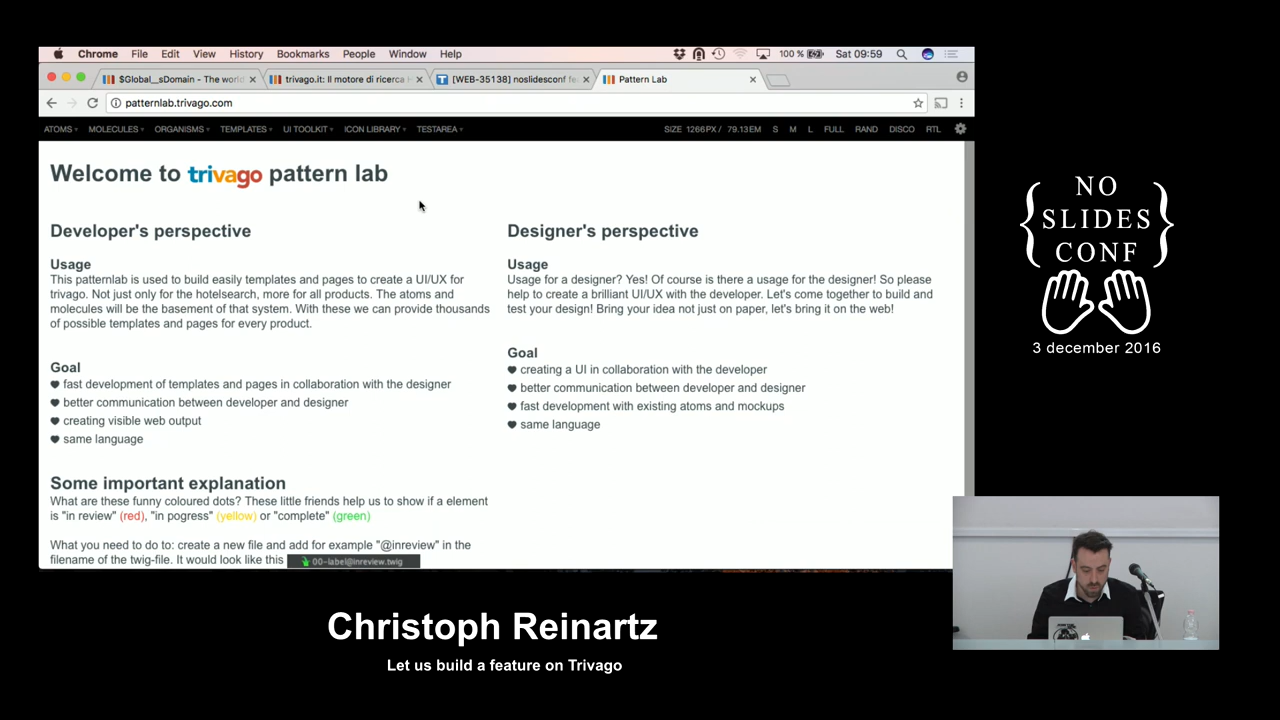 Chrome File Edit View History Bookmarks People Window Help
100 % Sat 09:59
$Global__sDomain - The world
trivago.it: Il motore di ricerca H
[WEB-35138] noslidesconf fea
Pattern Lab
patternlab.trivago.com
ATOMS MOLECULES ORGANISMS TEMPLATES UI TOOLKIT ICON LIBRARY TESTAREA
SIZE 1266PX / 79.13EM S M L FULL RAND DISCO RTL
Welcome to trivago pattern lab
Developer's perspective
Usage
This patternlab is used to build easily templates and pages to create a UI/UX for
trivago. Not just only for the hotelsearch, more for all products. The atoms and
molecules will be the basement of that system. With these we can provide thousands
of possible templates and pages for every product.
Goal
fast development of templates and pages in collaboration with the designer
better communication between developer and designer
creating visible web output
same language
Some important explanation
What are these funny coloured dots? These little friends help us to show if a element
is "in review" (red), "in pogress" (yellow) or "complete" (green)
What you need to do to: create a new file and add for example "@inreview" in the
filename of the twig-file. It would look like this 00-label@inreview.twig
Designer's perspective
Usage
Usage for a designer? Yes! Of course is there a usage for the designer! So please
help to create a brilliant UI/UX with the developer. Let's come together to build and
test your design! Bring your idea not just on paper, let's bring it on the web!
Goal
creating a UI in collaboration with the developer
better communication between developer and designer
fast development with existing atoms and mockups
same language
{ NO
SLIDES
CONF }
3 december 2016
Christoph Reinartz
Let us build a feature on Trivago